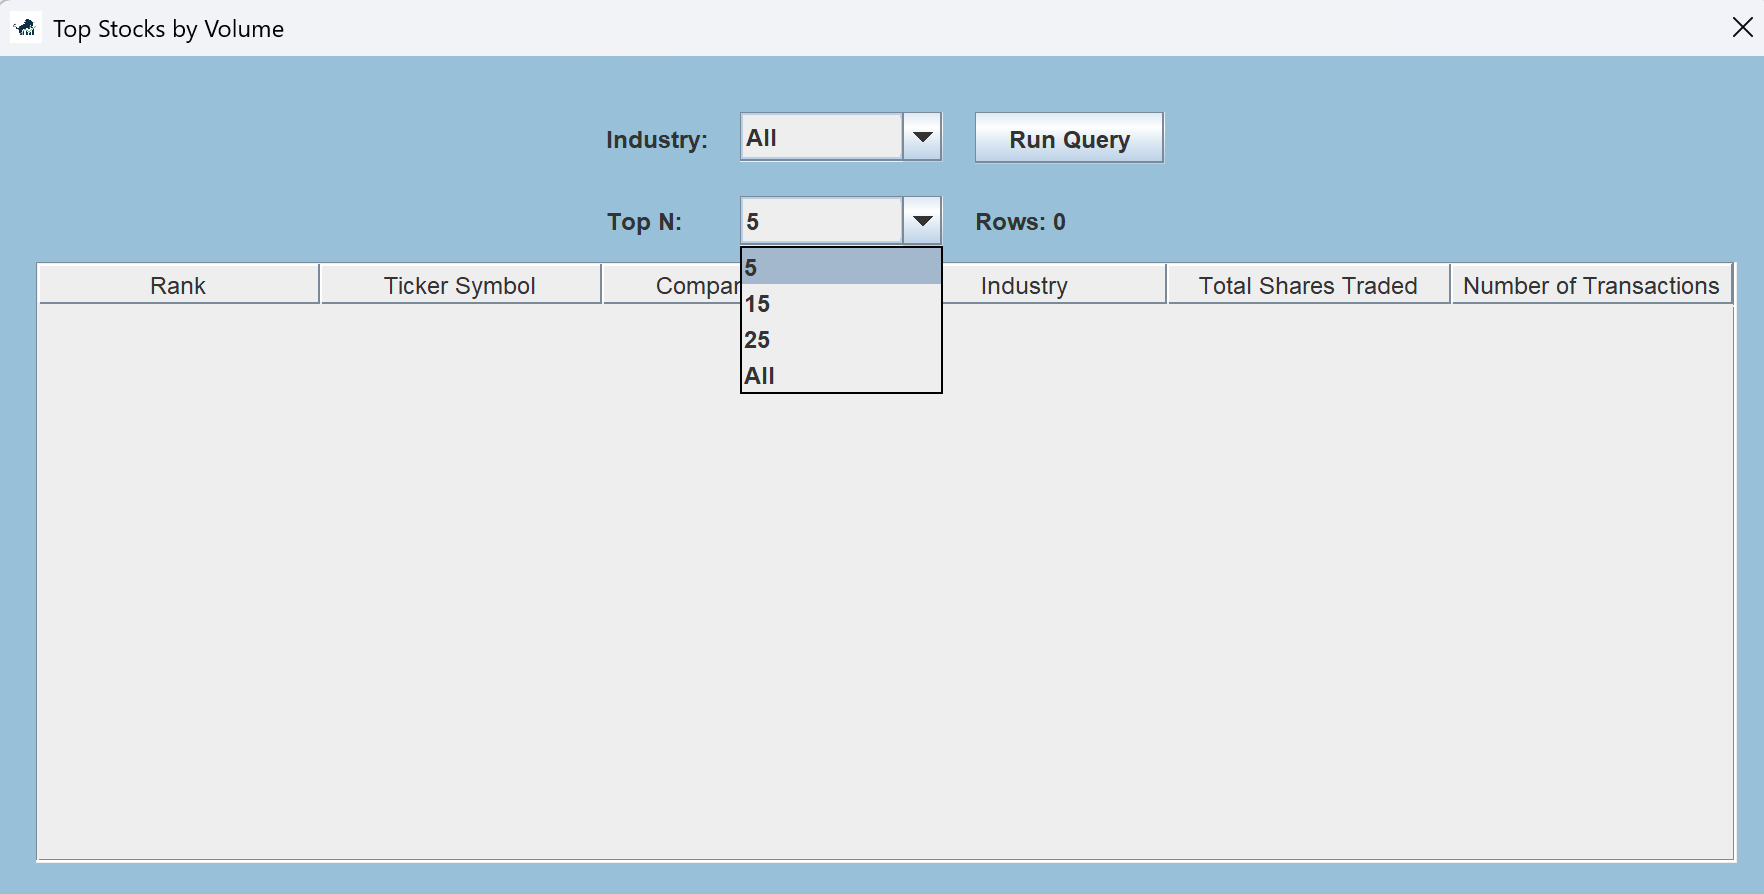 Top Stocks by Volume
Industry: All Run Query
Top N: 5 Rows: 0
Rank Ticker Symbol Industry Total Shares Traded Number of Transactions
5
15
25
All